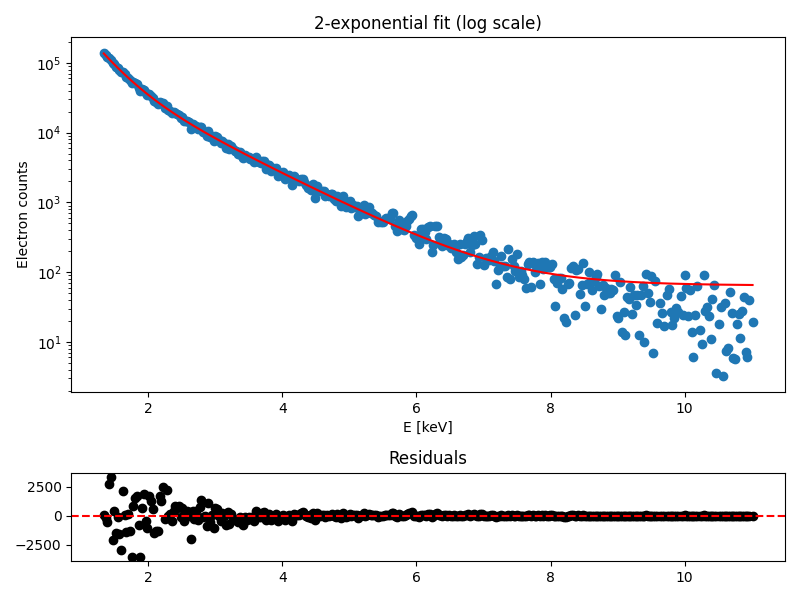 2-exponential fit (log scale)
10^5
10^4
10^3
10^2
10^1
Electron counts
2 4 6 8 10
E [keV]
Residuals
2500
0
−2500
2 4 6 8 10